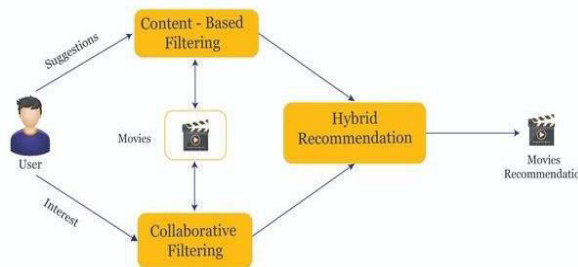 Content - Based
Filtering
Suggestions
Movies
User
Hybrid
Recommendation
Movies
Recommendation
Interest
Collaborative
Filtering